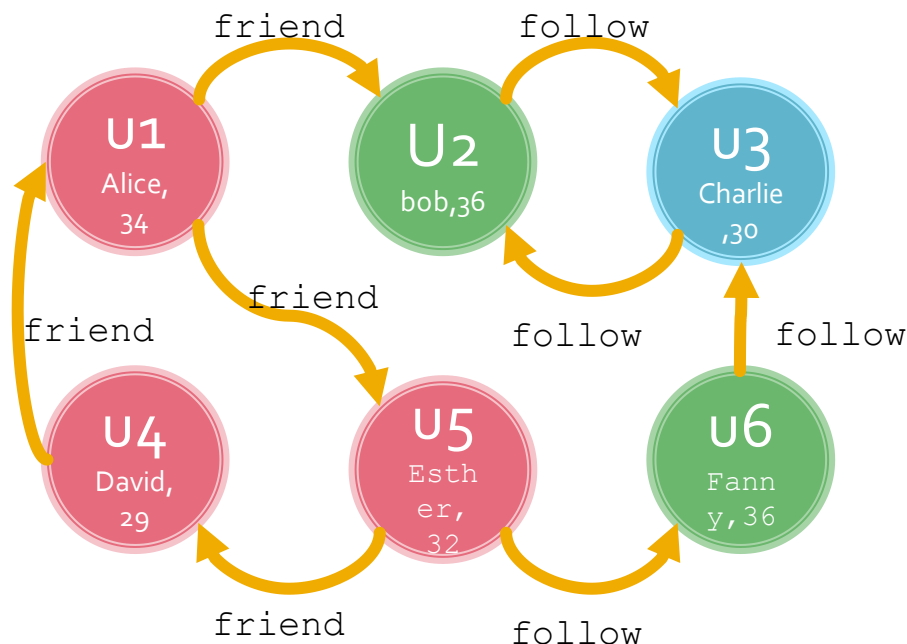 friend
follow
U1
Alice,
34
U2
bob,36
U3
Charlie
,30
friend
follow
follow
friend
U4
David,
29
U5
Esth
er,
32
U6
Fann
y,36
friend
follow